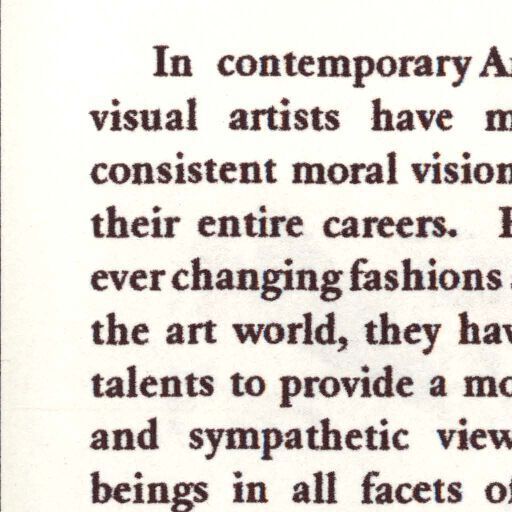 In contemporary
visual artists have
consistent moral vision
their entire careers.
ever changing fashions
the art world, they
talents to provide a
and sympathetic view
beings in all facets